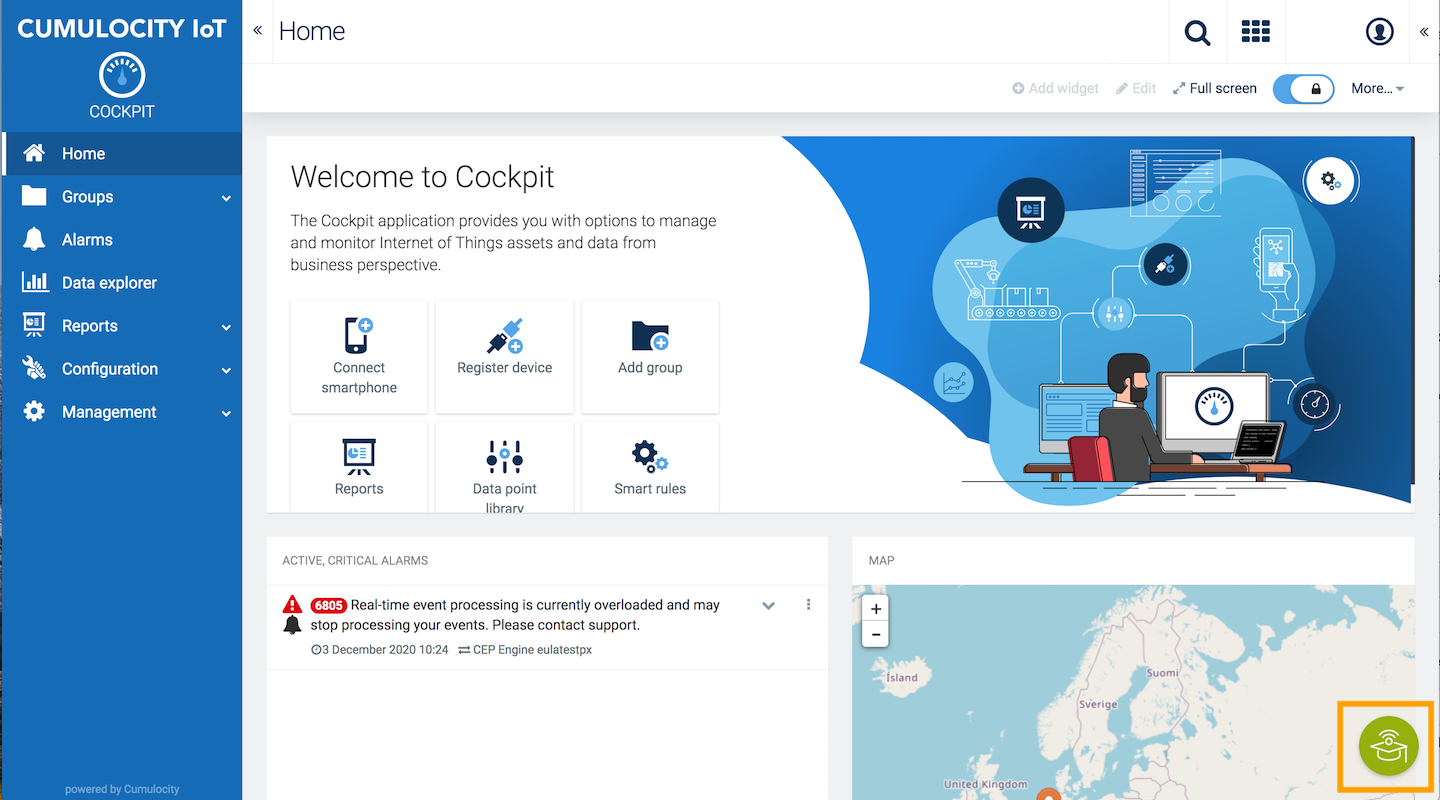 CUMULOCITY IoT
COCKPIT
Home
Groups
Alarms
Data explorer
Reports
Configuration
Management
powered by Cumulocity
Home
Add widget
Edit
Full screen
More...
Welcome to Cockpit
The Cockpit application provides you with options to manage
and monitor Internet of Things assets and data from
business perspective.
Connect
smartphone
Register device
Add group
Reports
Data point
library
Smart rules
ACTIVE, CRITICAL ALARMS
6805 Real-time event processing is currently overloaded and may
stop processing your events. Please contact support.
3 December 2020 10:24 CEP Engine eulatestpx
MAP
+
−
Ísland
Suomi
Sverige
United Kingdom